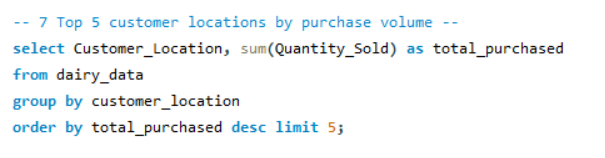 -- 7 Top 5 customer locations by purchase volume --
select Customer_Location, sum(Quantity_Sold) as total_purchased
from dairy_data
group by customer_location
order by total_purchased desc limit 5;